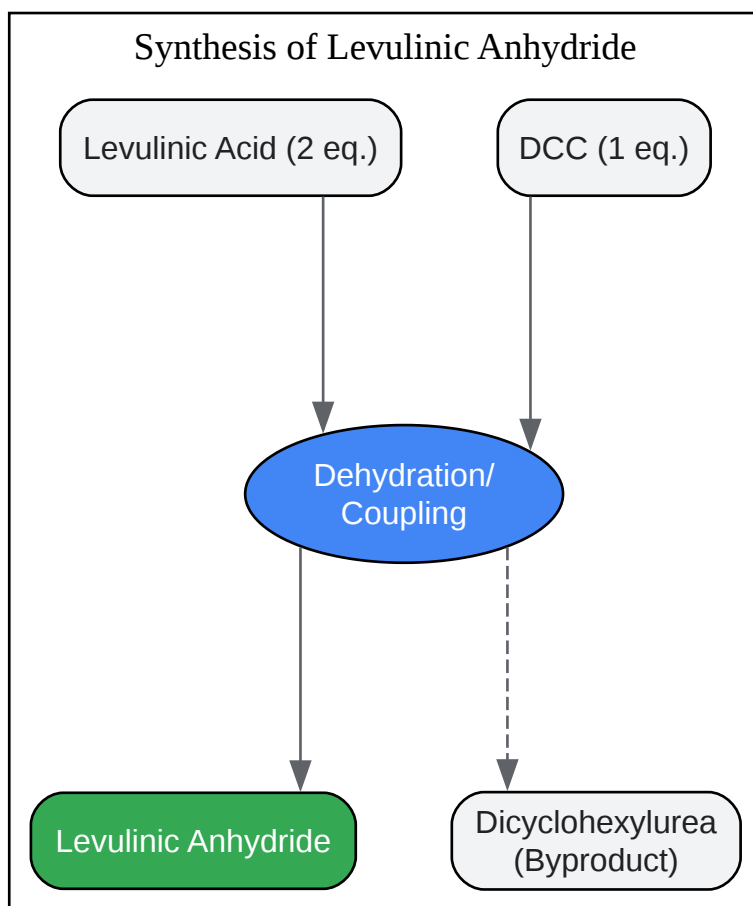 Synthesis of Levulinic Anhydride
Levulinic Acid (2 eq.)
DCC (1 eq.)
Dehydration/
Coupling
Levulinic Anhydride
Dicyclohexylurea
(Byproduct)